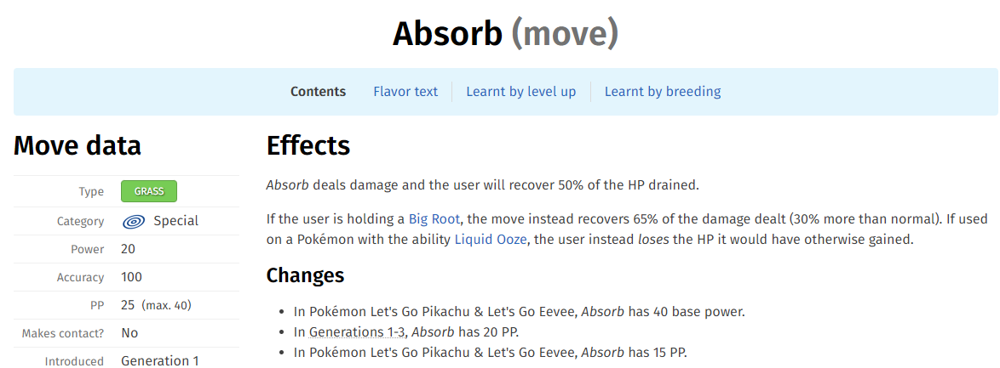 Absorb (move)
Contents Flavor text Learnt by level up Learnt by breeding
Move data
Type GRASS
Category Special
Power 20
Accuracy 100
PP 25 (max. 40)
Makes contact? No
Introduced Generation 1
Effects
Absorb deals damage and the user will recover 50% of the HP drained.
If the user is holding a Big Root, the move instead recovers 65% of the damage dealt (30% more than normal). If used
on a Pokémon with the ability Liquid Ooze, the user instead loses the HP it would have otherwise gained.
Changes
• In Pokémon Let's Go Pikachu & Let's Go Eevee, Absorb has 40 base power.
• In Generations 1-3, Absorb has 20 PP.
• In Pokémon Let's Go Pikachu & Let's Go Eevee, Absorb has 15 PP.